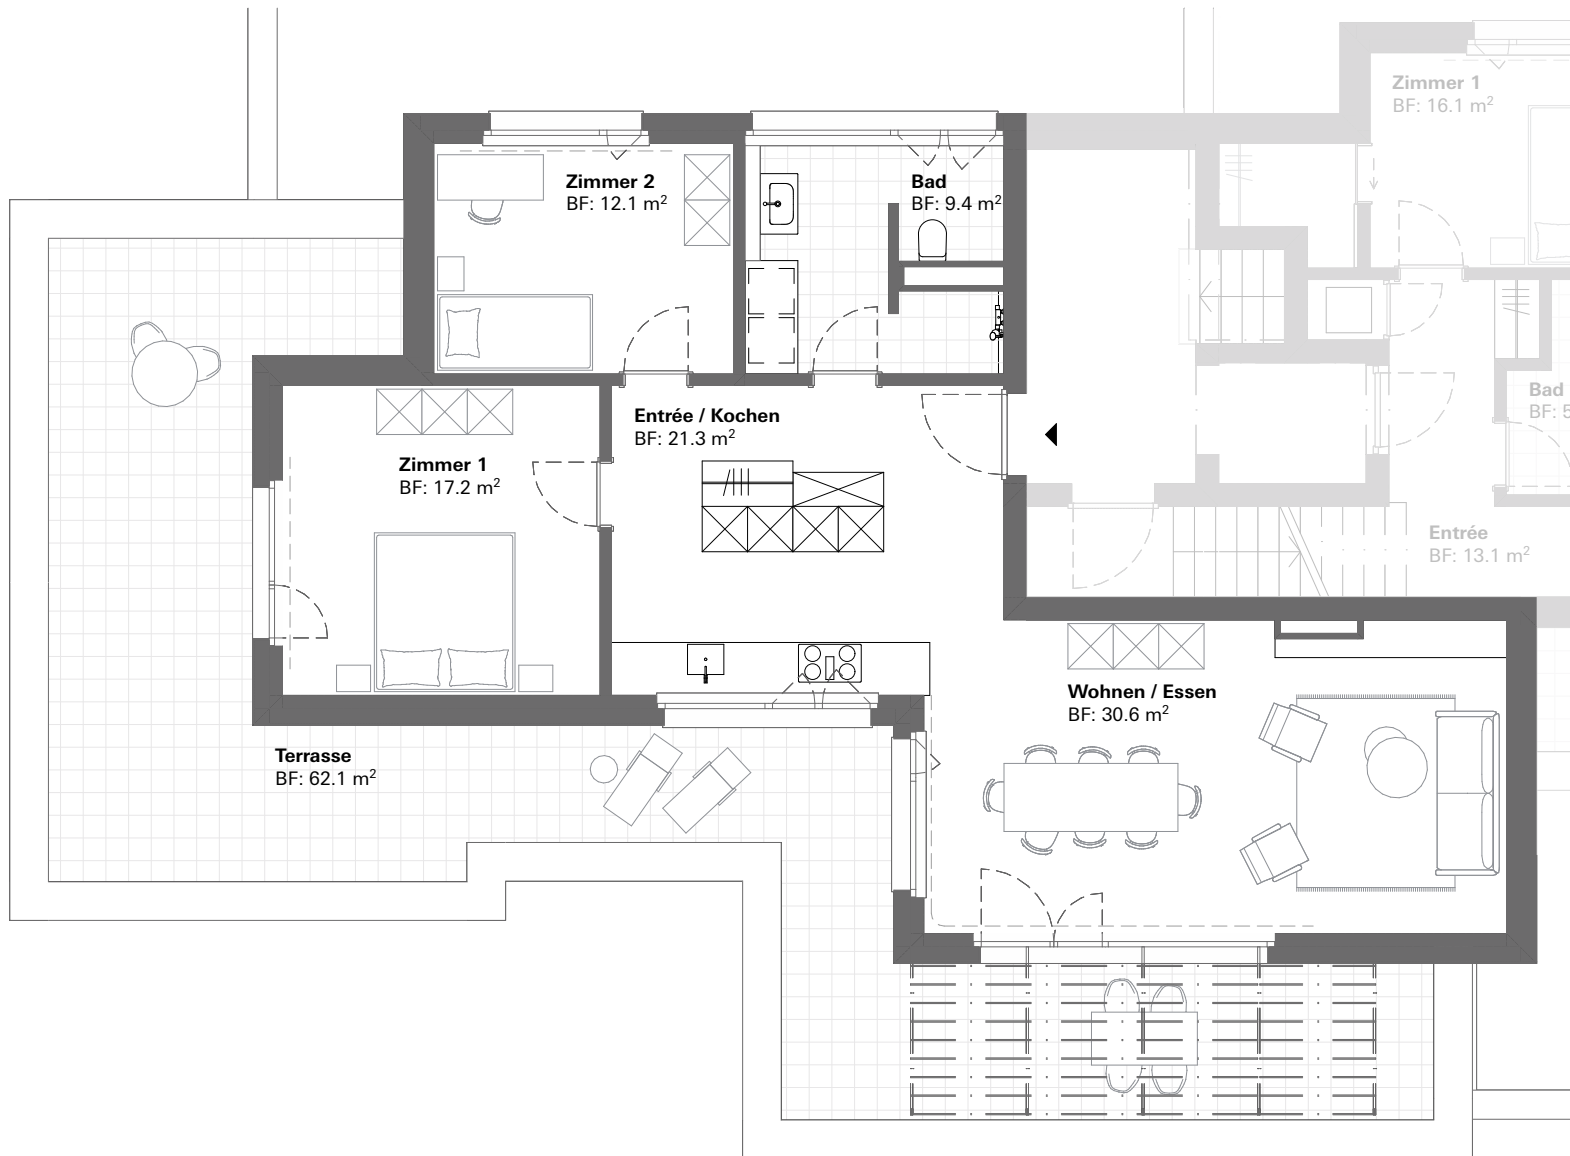 Zimmer 1
BF: 16.1 m²
Zimmer 2
BF: 12.1 m²
Bad
BF: 9.4 m²
Bad
BF: 5
Entrée / Kochen
BF: 21.3 m²
Zimmer 1
BF: 17.2 m²
Entrée
BF: 13.1 m²
Wohnen / Essen
BF: 30.6 m²
Terrasse
BF: 62.1 m²